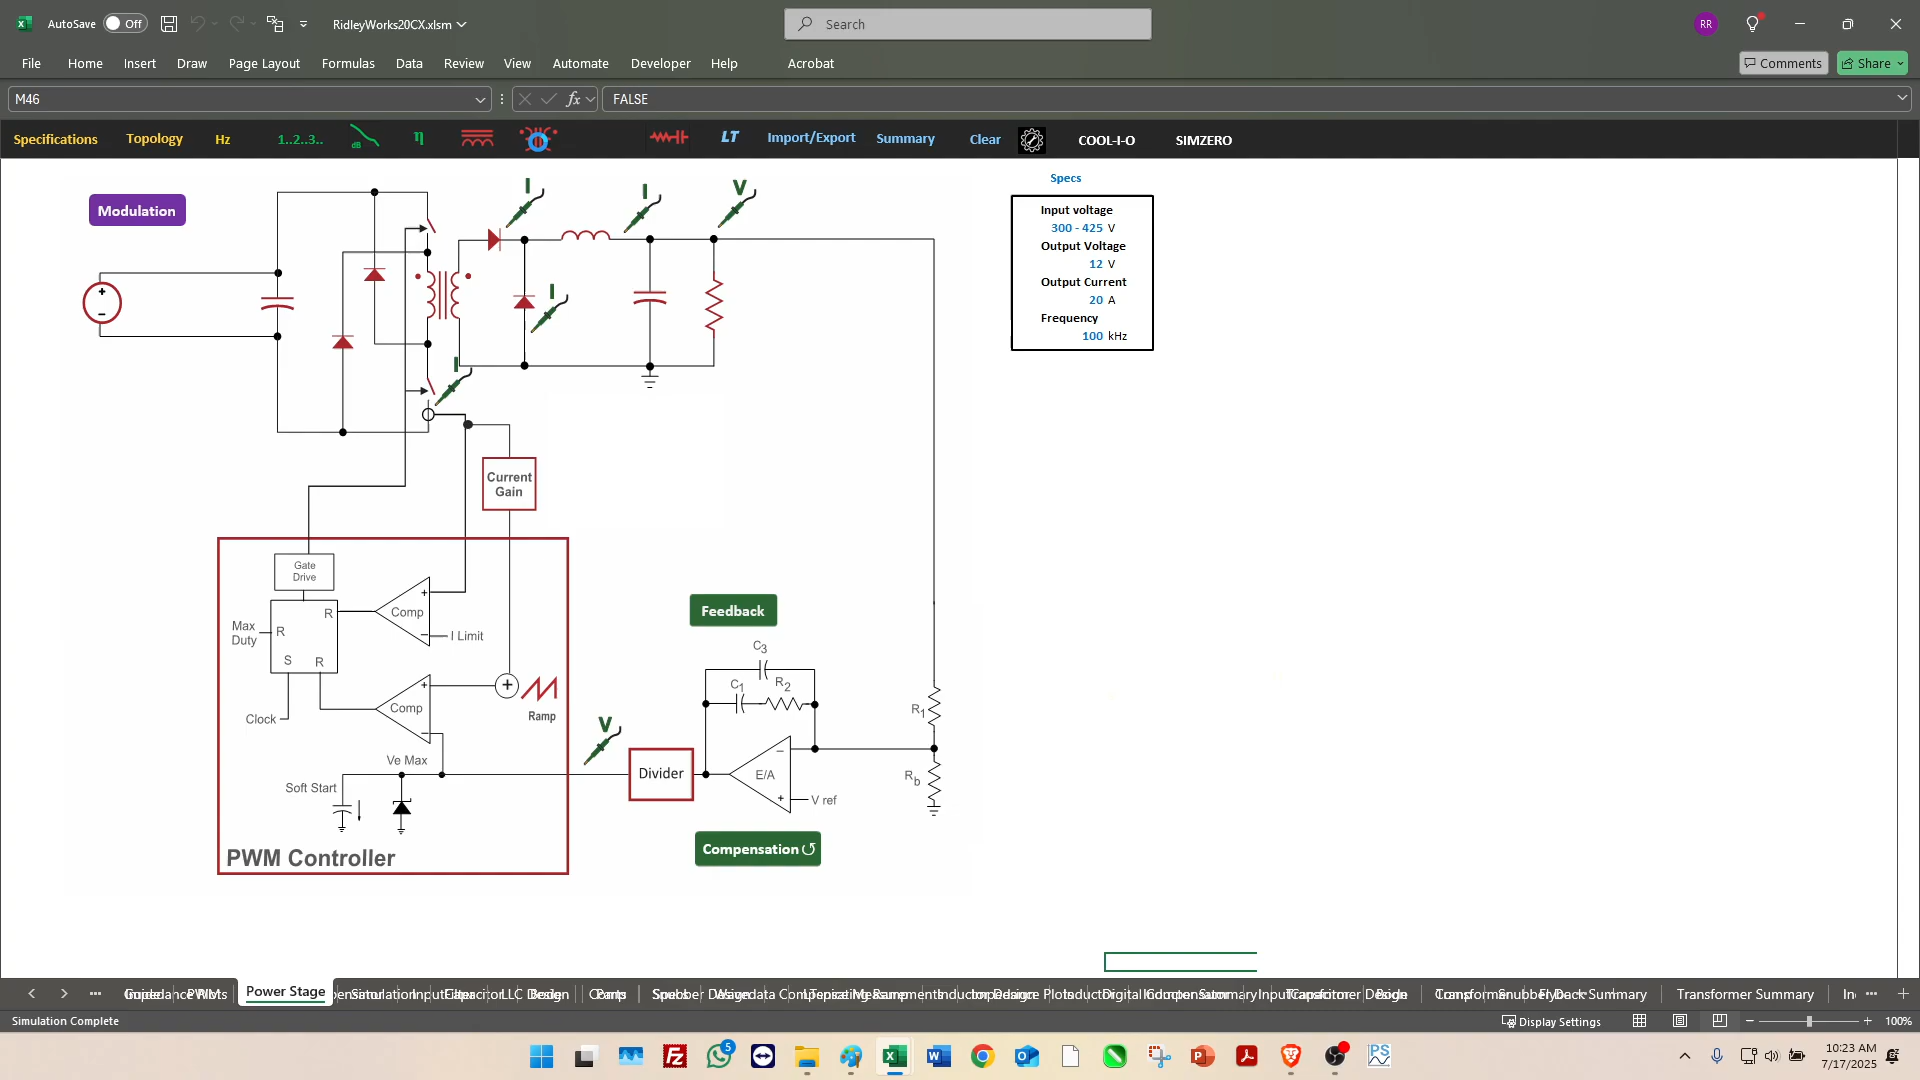 AutoSave Off RidleyWorks20CX.xlsm Search RR
File Home Insert Draw Page Layout Formulas Data Review View Automate Developer Help Acrobat Comments Share
M46 fx FALSE
Specifications Topology Hz 1..2..3.. dB η LT Import/Export Summary Clear COOL-I-O SIMZERO
Modulation
I
I
V
I
I
Specs
Input voltage
300 - 425 V
Output Voltage
12 V
Output Current
20 A
Frequency
100 kHz
Current
Gain
Gate
Drive
Max
Duty
R
R
S
R
Clock
Comp
I Limit
Comp
Ramp
Ve Max
Soft Start
PWM Controller
V
Divider
Feedback
C3
C1
R2
E/A
V ref
R1
Rb
Compensation
Power Stage
Transformer Summary
Simulation Complete Display Settings 100%
5
PS
10:23 AM
7/17/2025